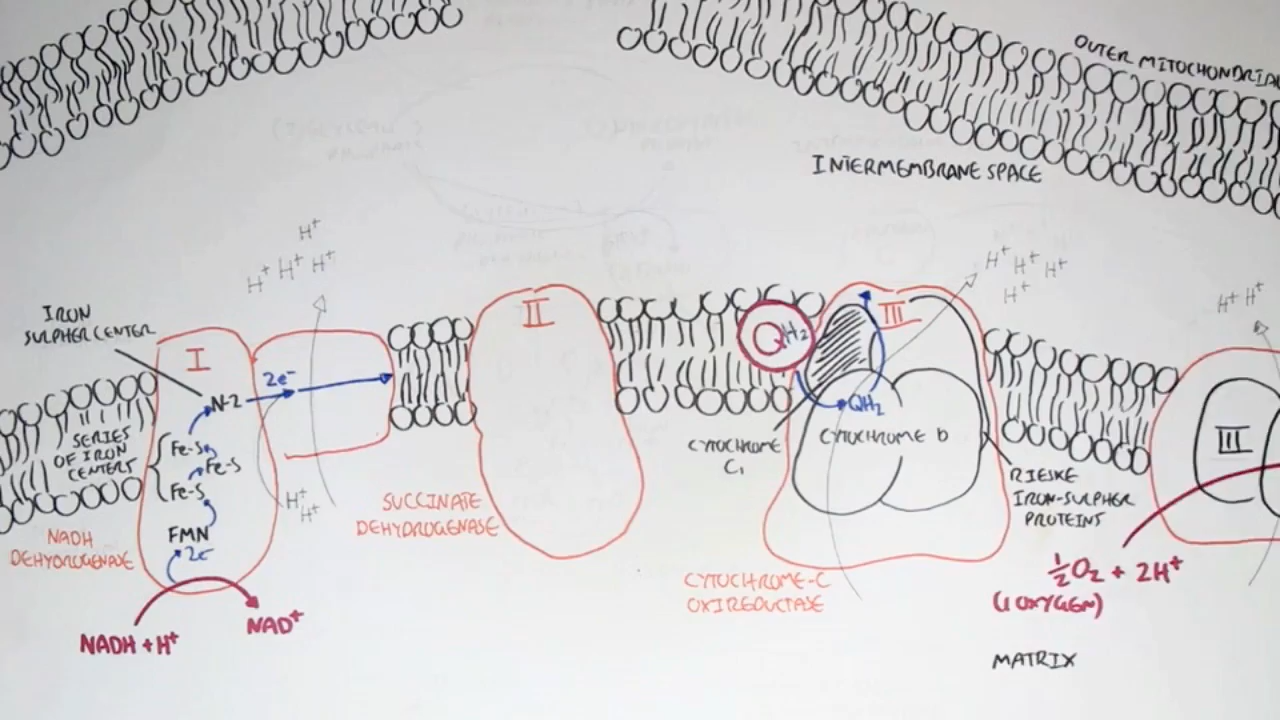 OUTER MITOCHONDRIAL
INTERMEMBRANE SPACE
H⁺
H⁺ H⁺ H⁺
H⁺ H⁺ H⁺
H⁺
H⁺ H⁺
IRON
SULPHER CENTER
I
II
III
QH₂
2e⁻
N-2
QH₂
SERIES
OF IRON
CENTERS
Fe-S
Fe-S
Fe-S
CYTOCHROME b
CYTOCHROME
C₁
III
RIESKE
IRON-SULPHER
PROTEINS
H⁺
H⁺
SUCCINATE
DEHYDROGENASE
FMN
2e⁻
NADH
DEHYDROGENASE
CYTOCHROME-C
OXIREDUCTASE
½O₂ + 2H⁺
(1 OXYGEN)
NADH + H⁺
NAD⁺
MATRIX